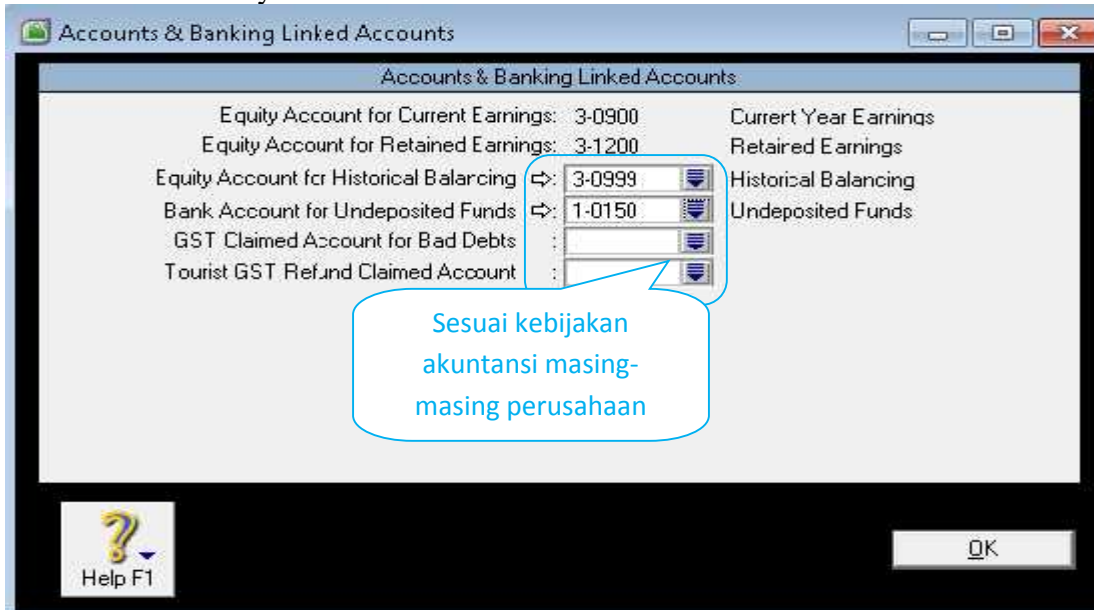 Accounts & Banking Linked Accounts
Accounts & Banking Linked Accounts
Equity Account for Current Earnings: 3-0900 Current Year Earnings
Equity Account for Retained Earnings: 3-1200 Retained Earnings
Equity Account for Historical Balancing : 3-0999 Historical Balancing
Bank Account for Undeposited Funds : 1-0150 Undeposited Funds
GST Claimed Account for Bad Debts :
Tourist GST Refund Claimed Account :
Sesuai kebijakan
akuntansi masing-
masing perusahaan
Help F1
OK